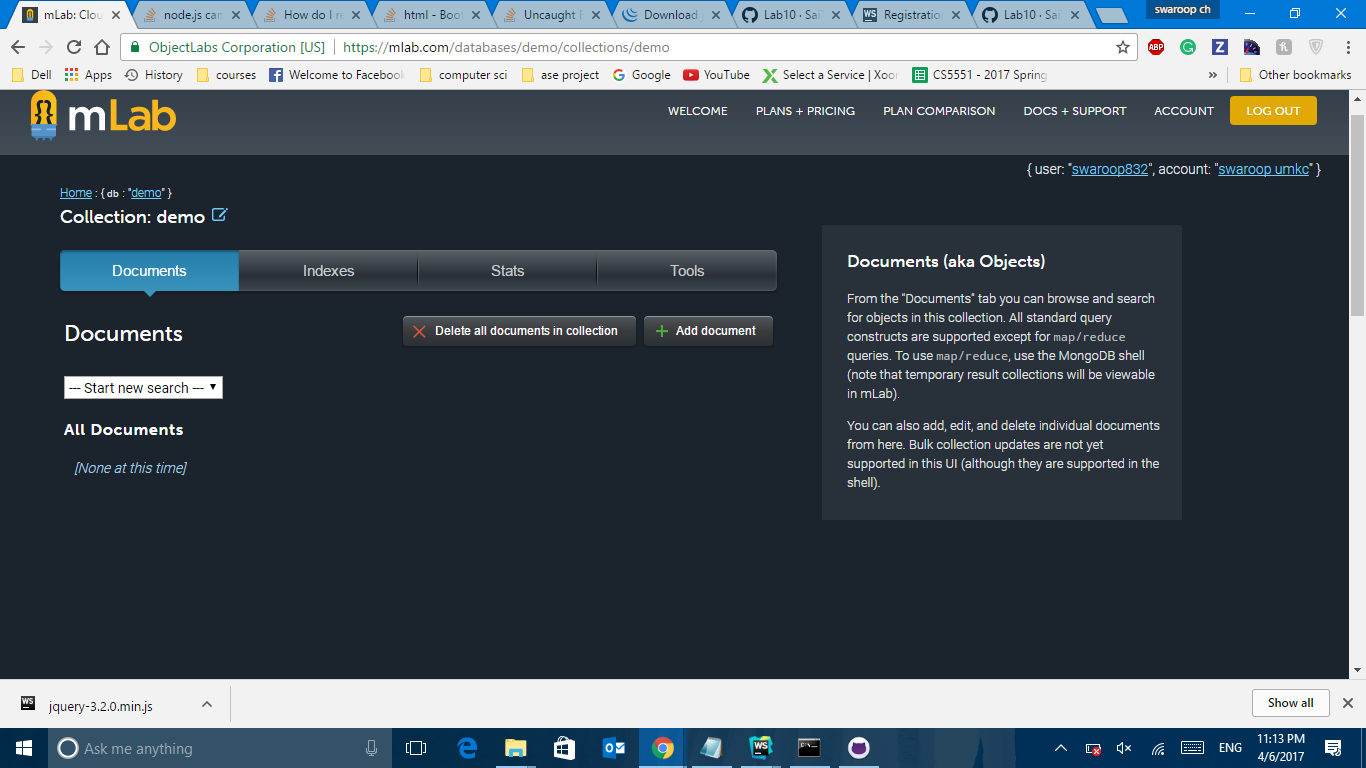 swaroop ch
mLab: Clou
node.js can
How do I re
html - Boo
Uncaught E
Download j
Lab10 · SaiT
Registratio
Lab10 · SaiT
ObjectLabs Corporation [US] | https://mlab.com/databases/demo/collections/demo
Dell Apps History courses Welcome to Facebook computer sci ase project Google YouTube Select a Service | Xoo CS5551 - 2017 Spring » Other bookmarks
mLab
WELCOME PLANS + PRICING PLAN COMPARISON DOCS + SUPPORT ACCOUNT LOG OUT
{ user: "swaroop832", account: "swaroop umkc" }
Home : { db : "demo" }
Collection: demo
Documents Indexes Stats Tools
Documents
Delete all documents in collection
Add document
--- Start new search ---
All Documents
[None at this time]
Documents (aka Objects)
From the "Documents" tab you can browse and search
for objects in this collection. All standard query
constructs are supported except for map/reduce
queries. To use map/reduce, use the MongoDB shell
(note that temporary result collections will be viewable
in mLab).
You can also add, edit, and delete individual documents
from here. Bulk collection updates are not yet
supported in this UI (although they are supported in the
shell).
jquery-3.2.0.min.js
Show all
Ask me anything
ENG
11:13 PM
4/6/2017